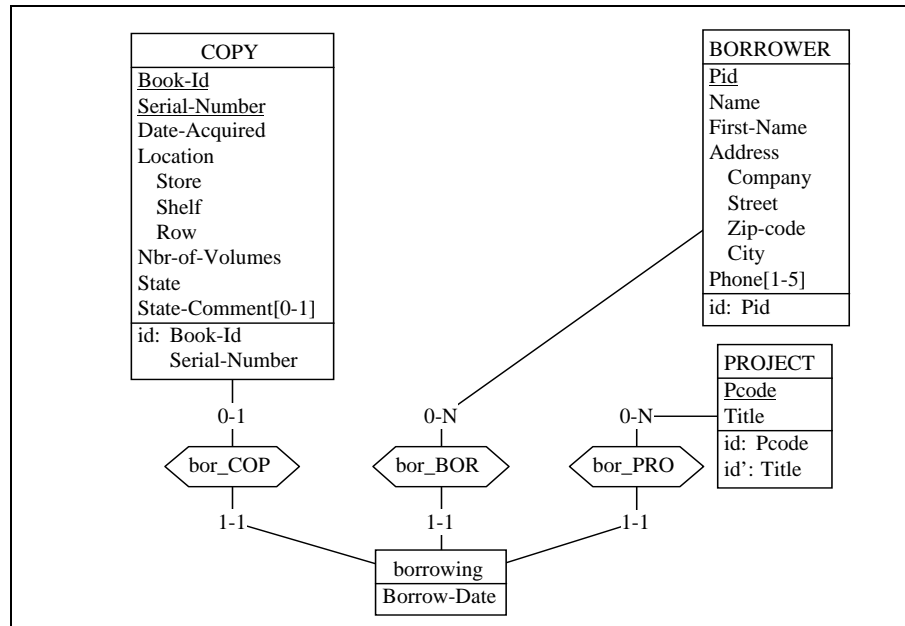 COPY
Book-Id
Serial-Number
Date-Acquired
Location
Store
Shelf
Row
Nbr-of-Volumes
State
State-Comment[0-1]
id: Book-Id
Serial-Number
BORROWER
Pid
Name
First-Name
Address
Company
Street
Zip-code
City
Phone[1-5]
id: Pid
PROJECT
Pcode
Title
id: Pcode
id’: Title
0-1
0-N
0-N
bor_COP
bor_BOR
bor_PRO
1-1
1-1
1-1
borrowing
Borrow-Date